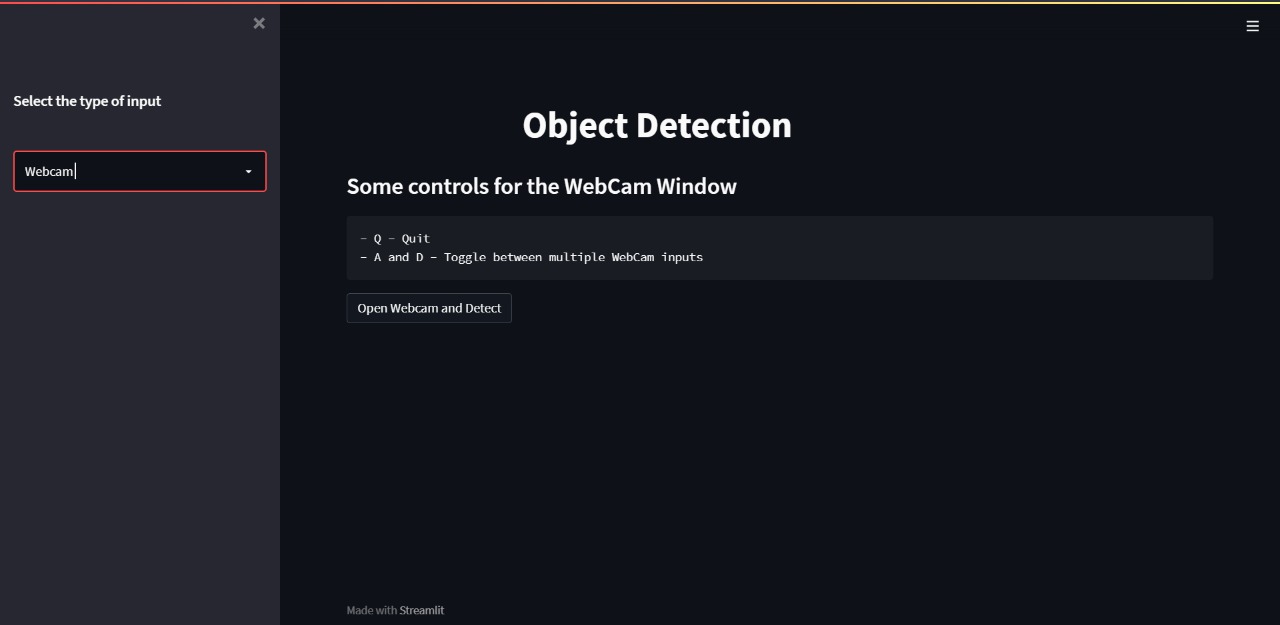 Select the type of input
Webcam
Object Detection
Some controls for the WebCam Window
- Q - Quit
- A and D - Toggle between multiple WebCam inputs
Open Webcam and Detect
Made with Streamlit